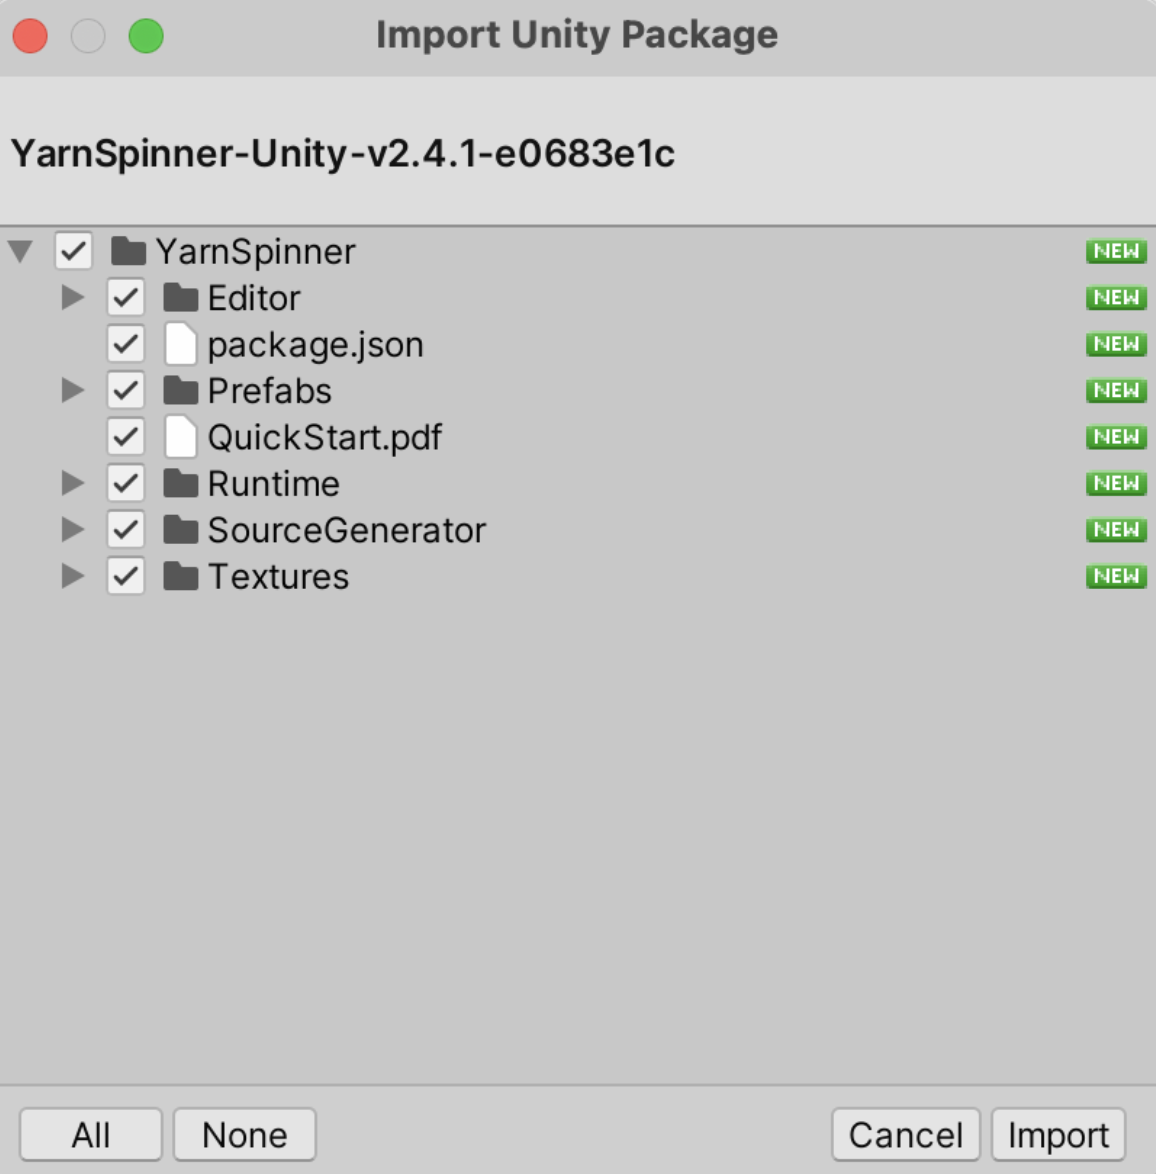 Import Unity Package
YarnSpinner-Unity-v2.4.1-e0683e1c
YarnSpinner NEW
Editor NEW
package.json NEW
Prefabs NEW
QuickStart.pdf NEW
Runtime NEW
SourceGenerator NEW
Textures NEW
All None Cancel Import